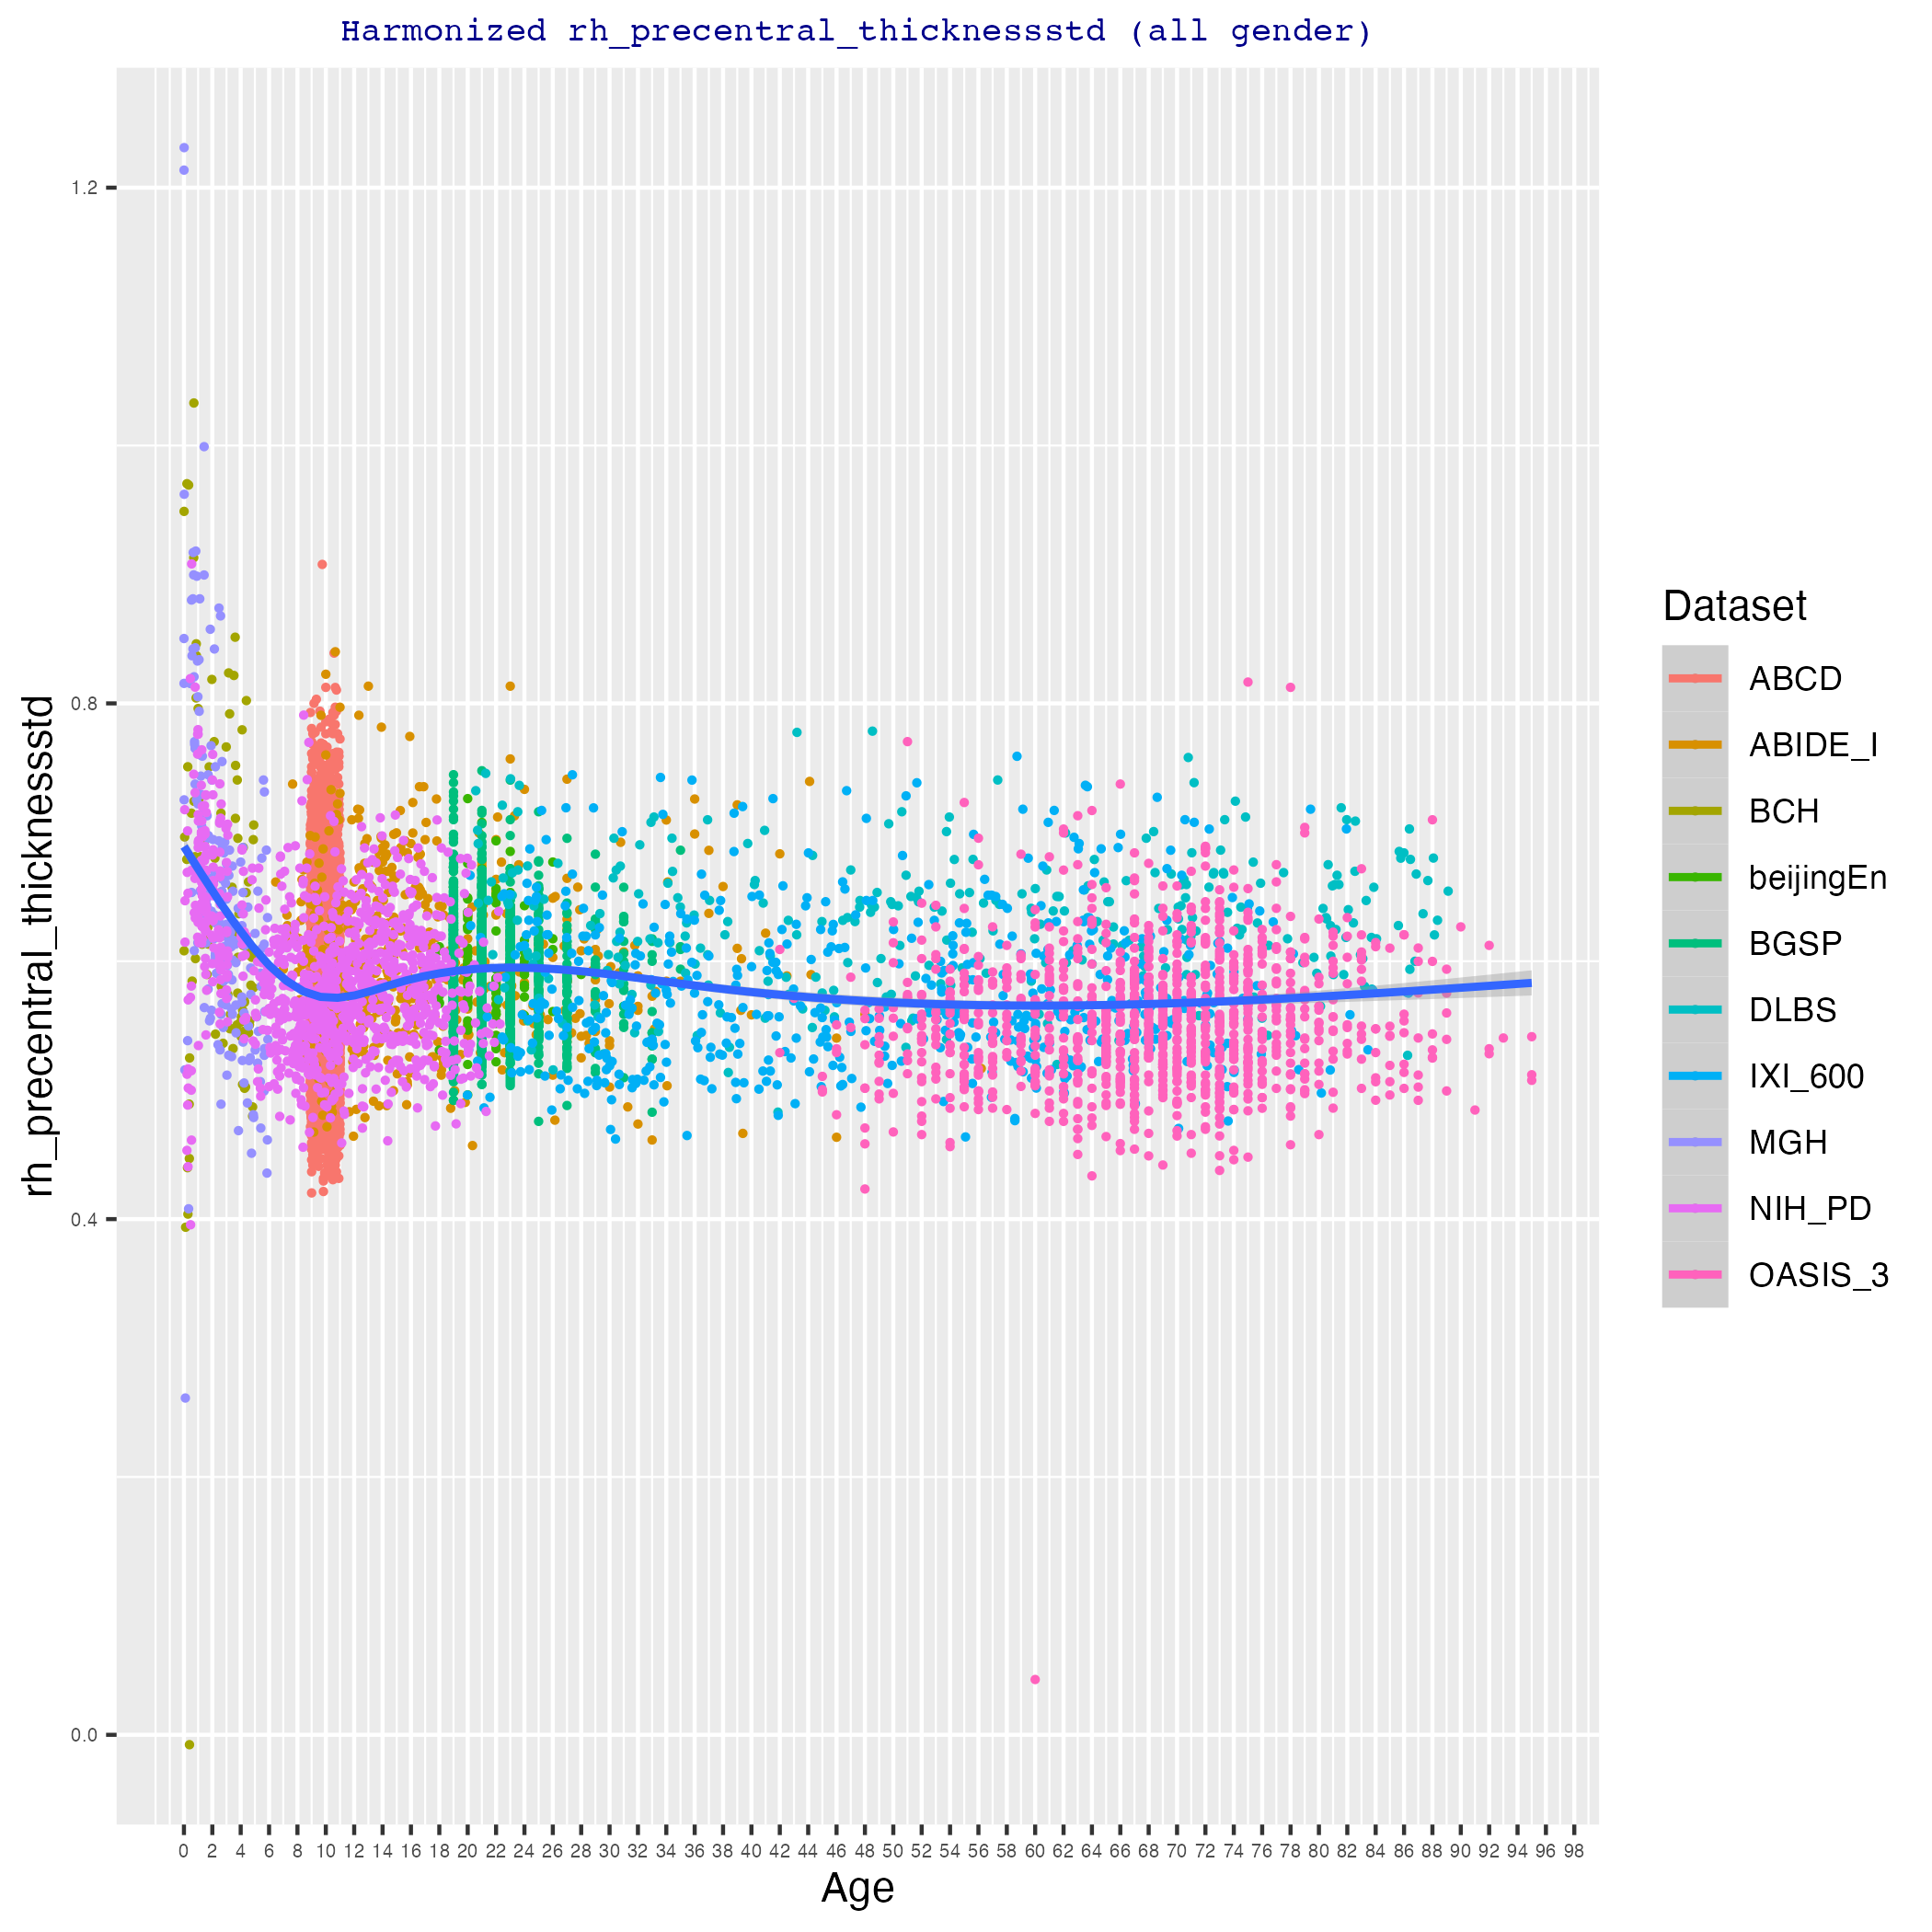 Harmonized rh_precentral_thicknessstd (all gender)
rh_precentral_thicknessstd
1.2
0.8
0.4
0.0
0 2 4 6 8 10 12 14 16 18 20 22 24 26 28 30 32 34 36 38 40 42 44 46 48 50 52 54 56 58 60 62 64 66 68 70 72 74 76 78 80 82 84 86 88 90 92 94 96 98
Age
Dataset
ABCD
ABIDE_I
BCH
beijingEn
BGSP
DLBS
IXI_600
MGH
NIH_PD
OASIS_3